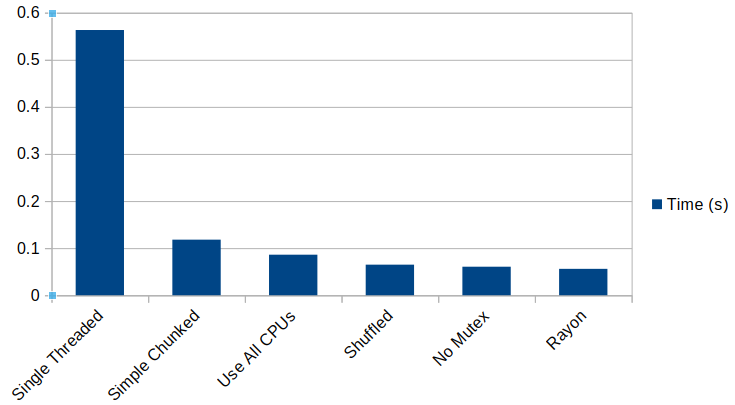 0.6
0.5
0.4
0.3
0.2
0.1
0
Single Threaded
Simple Chunked
Use All CPUs
Shuffled
No Mutex
Rayon
Time (s)